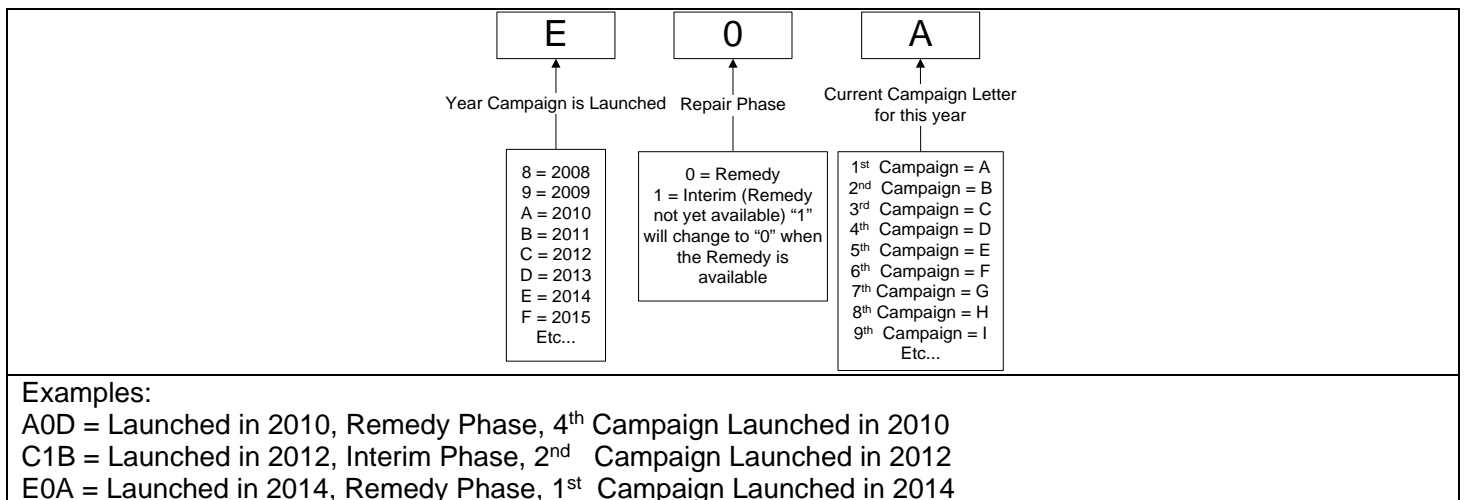 E
0
A
Year Campaign is Launched
Repair Phase
Current Campaign Letter
for this year
8 = 2008
9 = 2009
A = 2010
B = 2011
C = 2012
D = 2013
E = 2014
F = 2015
Etc...
0 = Remedy
1 = Interim (Remedy
not yet available) “1”
will change to “0” when
the Remedy is
available
1st Campaign = A
2nd Campaign = B
3rd Campaign = C
4th Campaign = D
5th Campaign = E
6th Campaign = F
7th Campaign = G
8th Campaign = H
9th Campaign = I
Etc...
Examples:
A0D = Launched in 2010, Remedy Phase, 4th Campaign Launched in 2010
C1B = Launched in 2012, Interim Phase, 2nd Campaign Launched in 2012
E0A = Launched in 2014, Remedy Phase, 1st Campaign Launched in 2014